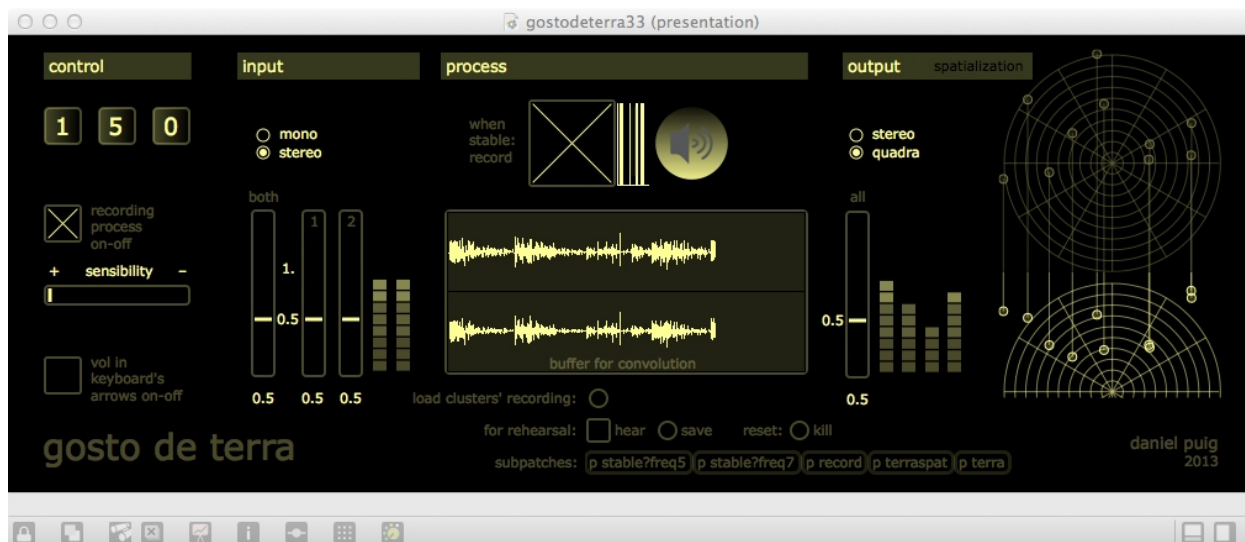 gostodeterra33 (presentation)
control
input
process
output spatialization
1 5 0
mono
stereo
when
stable:
record
stereo
quadra
recording
process
on-off
+ sensibility -
vol in
keyboard's
arrows on-off
both
1 2
1.
0.5
0.5 0.5 0.5
buffer for convolution
all
0.5
0.5
load clusters' recording:
for rehearsal: hear save reset: kill
subpatches: p stable?freq5 p stable?freq7 p record p terraspat p terra
gosto de terra
daniel puig
2013